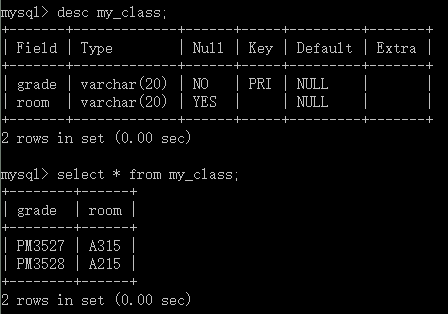 mysql> desc my_class;
+-------+-------------+------+-----+---------+-------+
| Field | Type        | Null | Key | Default | Extra |
+-------+-------------+------+-----+---------+-------+
| grade | varchar(20) | NO   | PRI | NULL    |       |
| room  | varchar(20) | YES  |     | NULL    |       |
+-------+-------------+------+-----+---------+-------+
2 rows in set (0.00 sec)
mysql> select * from my_class;
+--------+------+
| grade  | room |
+--------+------+
| PM3527 | A315 |
| PM3528 | A215 |
+--------+------+
2 rows in set (0.00 sec)